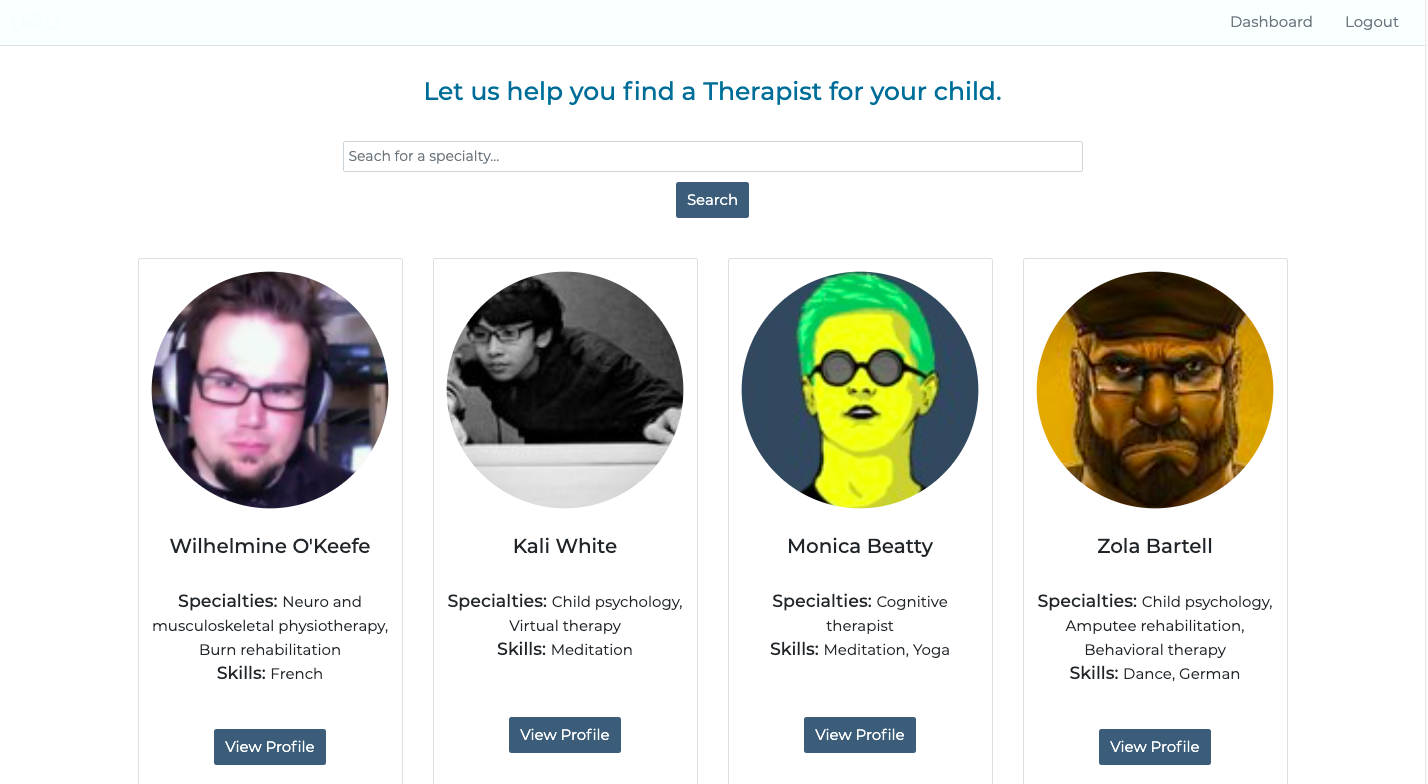 Dashboard Logout
Let us help you find a Therapist for your child.
Seach for a specialty...
Search
Wilhelmine O'Keefe
Specialties: Neuro and
musculoskeletal physiotherapy,
Burn rehabilitation
Skills: French
View Profile
Kali White
Specialties: Child psychology,
Virtual therapy
Skills: Meditation
View Profile
Monica Beatty
Specialties: Cognitive
therapist
Skills: Meditation, Yoga
View Profile
Zola Bartell
Specialties: Child psychology,
Amputee rehabilitation,
Behavioral therapy
Skills: Dance, German
View Profile